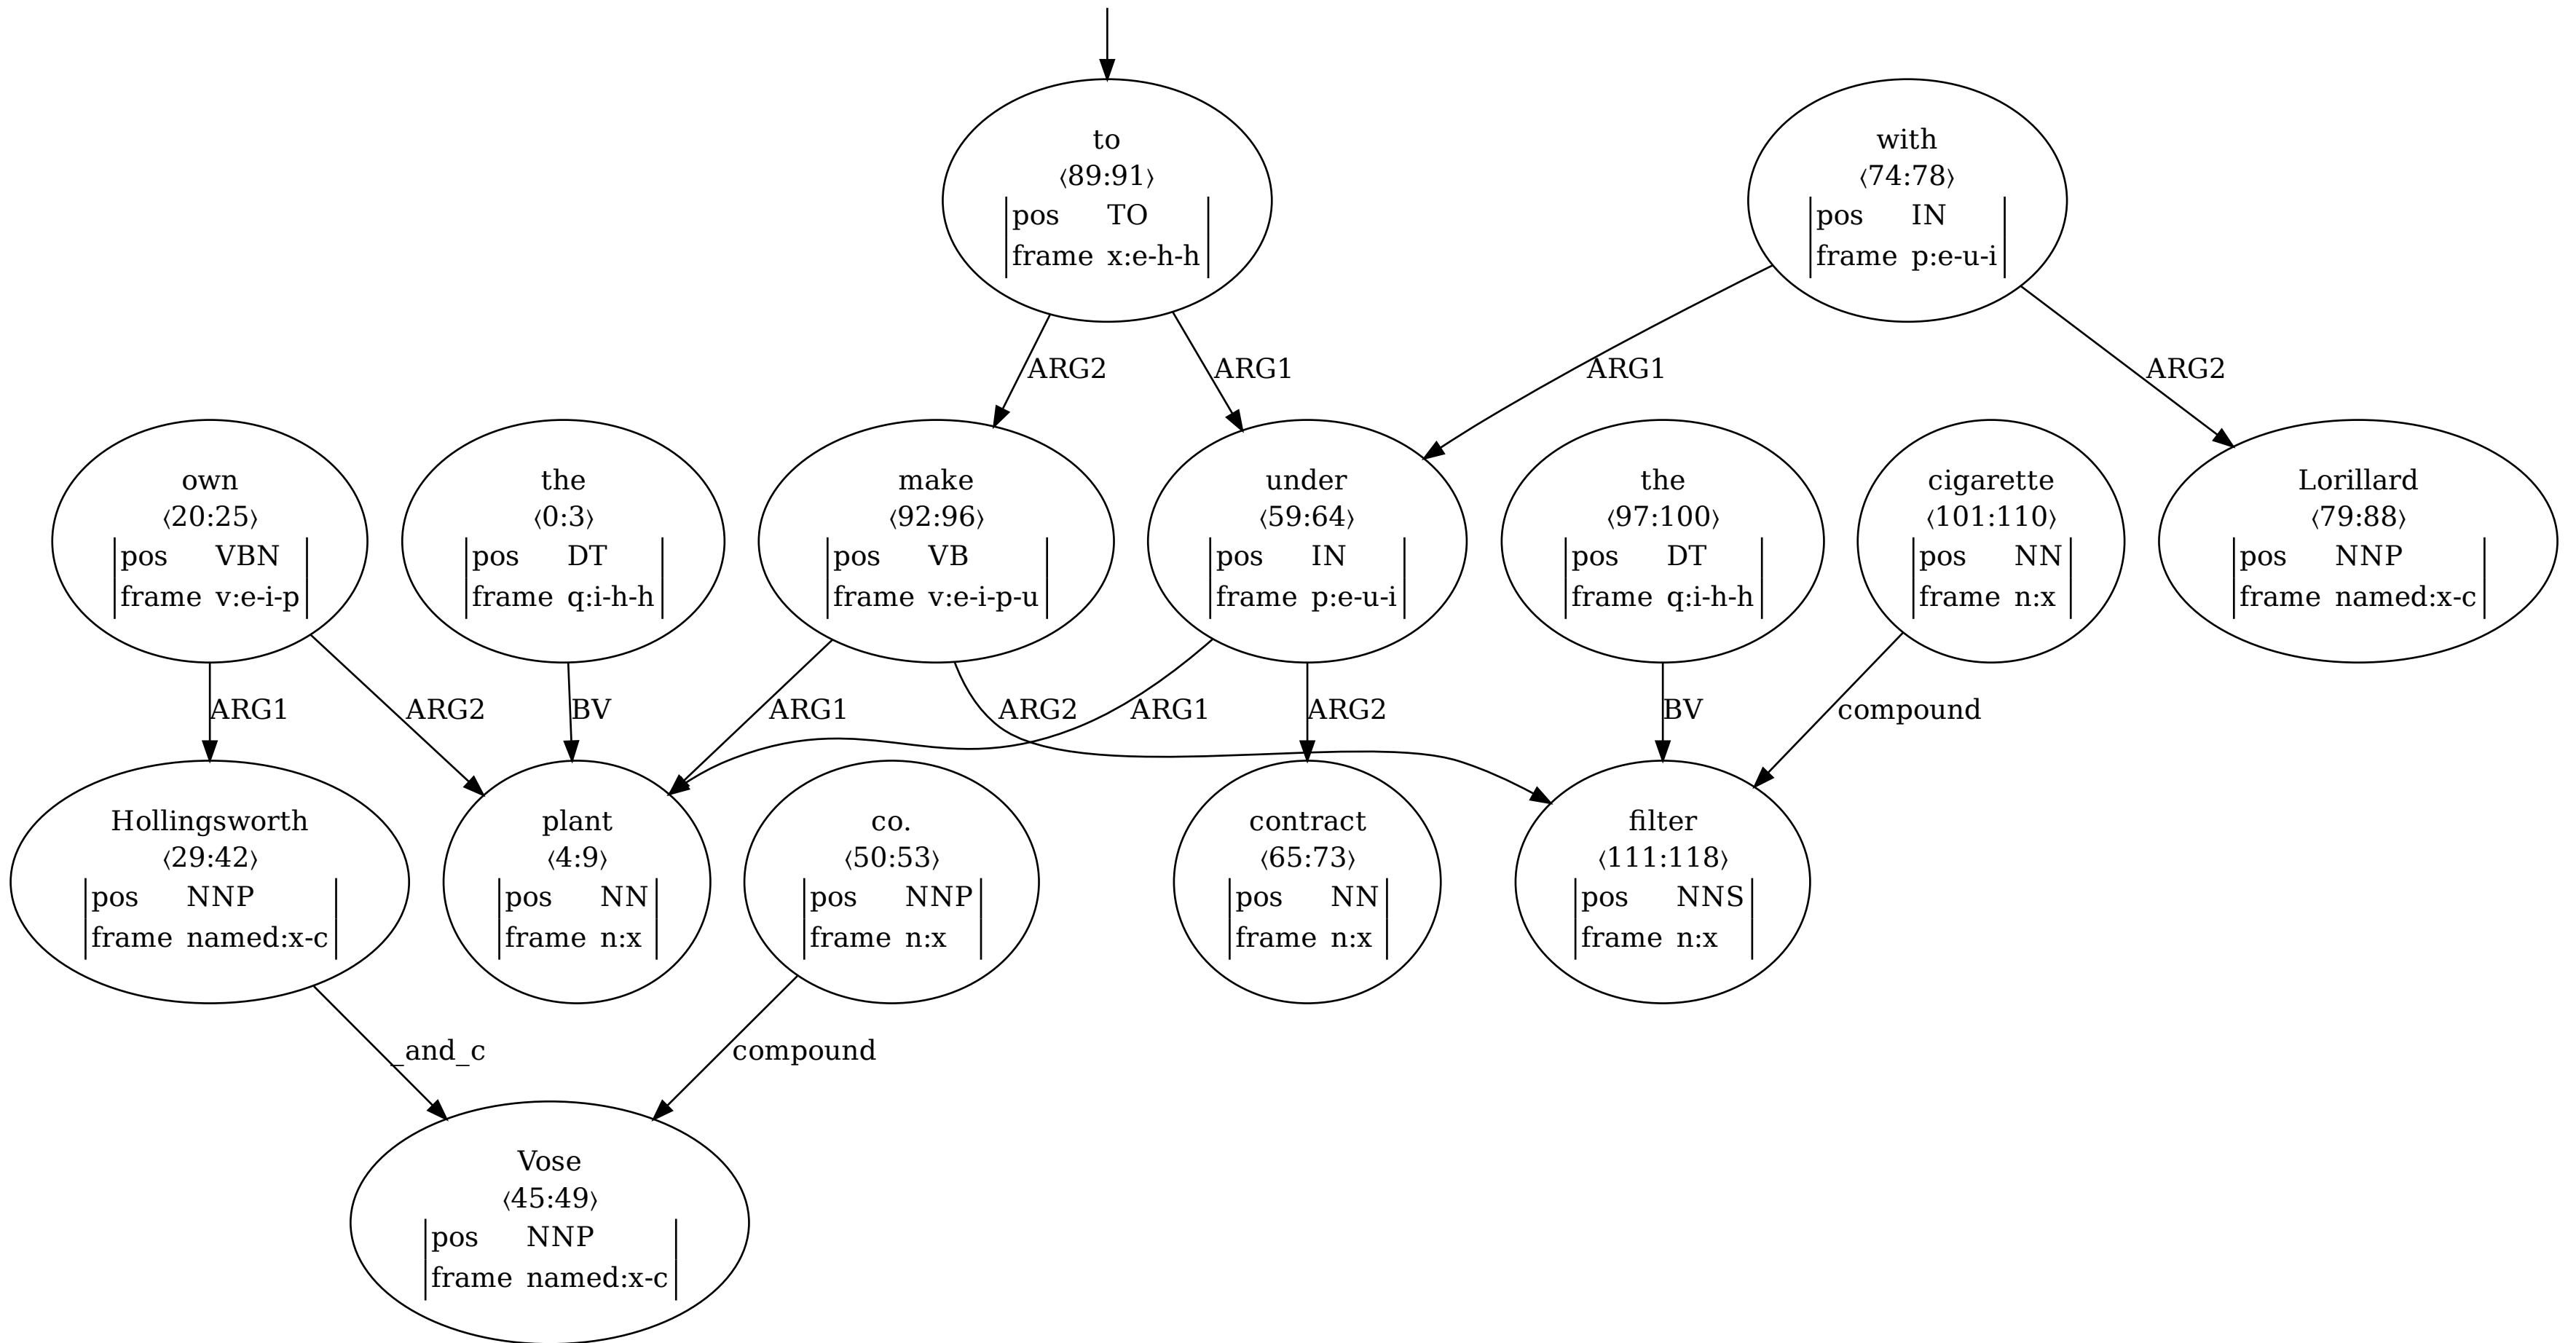 to
⟨89:91⟩
pos TO
frame x:e-h-h
with
⟨74:78⟩
pos IN
frame p:e-u-i
ARG2
ARG1
ARG1
ARG2
own
⟨20:25⟩
pos VBN
frame v:e-i-p
the
⟨0:3⟩
pos DT
frame q:i-h-h
make
⟨92:96⟩
pos VB
frame v:e-i-p-u
under
⟨59:64⟩
pos IN
frame p:e-u-i
the
⟨97:100⟩
pos DT
frame q:i-h-h
cigarette
⟨101:110⟩
pos NN
frame n:x
Lorillard
⟨79:88⟩
pos NNP
frame named:x-c
ARG1
ARG2
BV
ARG1
ARG2
ARG1
ARG2
BV
compound
Hollingsworth
⟨29:42⟩
pos NNP
frame named:x-c
plant
⟨4:9⟩
pos NN
frame n:x
co.
⟨50:53⟩
pos NNP
frame n:x
contract
⟨65:73⟩
pos NN
frame n:x
filter
⟨111:118⟩
pos NNS
frame n:x
_and_c
compound
Vose
⟨45:49⟩
pos NNP
frame named:x-c